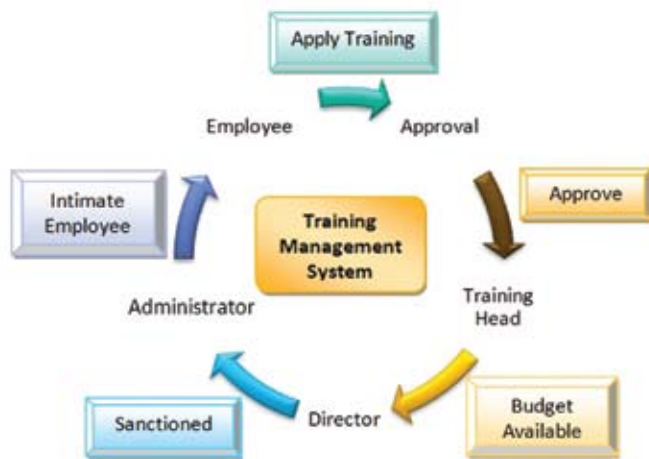 Apply Training
Employee
Approval
Intimate
Employee
Approve
Training
Management
System
Training
Head
Administrator
Sanctioned
Director
Budget
Available